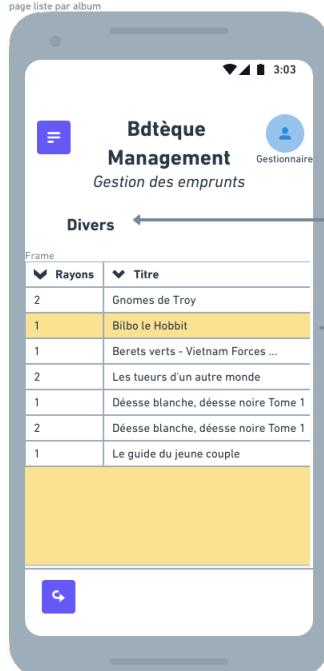 page liste par album
3:03
Bdtèque
Management
Gestionnaire
Gestion des emprunts
Divers
Frame
Rayons Titre
2 Gnomes de Troy
1 Bilbo le Hobbit
1 Berets verts - Vietnam Forces ...
2 Les tueurs d'un autre monde
1 Déesse blanche, déesse noire Tome 1
2 Déesse blanche, déesse noire Tome 1
1 Le guide du jeune couple